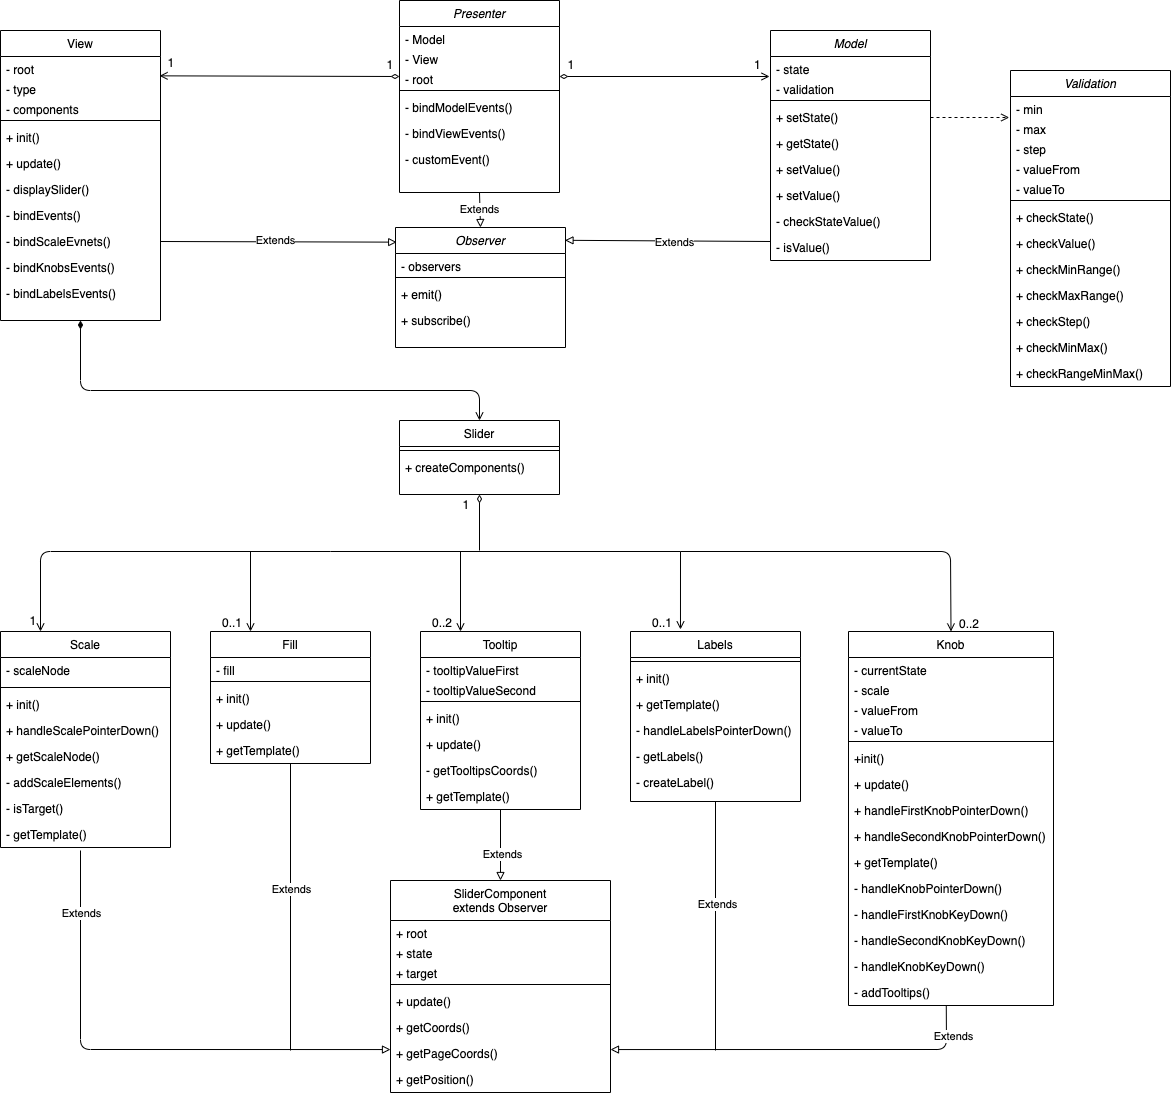 Presenter
- Model
- View
- root
- bindModelEvents()
- bindViewEvents()
- customEvent()
View
- root
- type
- components
+ init()
+ update()
- displaySlider()
- bindEvents()
- bindScaleEvnets()
- bindKnobsEvents()
- bindLabelsEvents()
1
1
1
1
Model
- state
- validation
+ setState()
+ getState()
+ setValue()
+ setValue()
- checkStateValue()
- isValue()
Validation
- min
- max
- step
- valueFrom
- valueTo
+ checkState()
+ checkValue()
+ checkMinRange()
+ checkMaxRange()
+ checkStep()
+ checkMinMax()
+ checkRangeMinMax()
Extends
Extends
Extends
Observer
- observers
+ emit()
+ subscribe()
Slider
+ createComponents()
1
1
0..1
0..2
0..1
0..2
Scale
- scaleNode
+ init()
+ handleScalePointerDown()
+ getScaleNode()
- addScaleElements()
- isTarget()
- getTemplate()
Fill
- fill
+ init()
+ update()
+ getTemplate()
Tooltip
- tooltipValueFirst
- tooltipValueSecond
+ init()
+ update()
- getTooltipsCoords()
+ getTemplate()
Labels
+ init()
+ getTemplate()
- handleLabelsPointerDown()
- getLabels()
- createLabel()
Knob
- currentState
- scale
- valueFrom
- valueTo
+init()
+ update()
+ handleFirstKnobPointerDown()
+ handleSecondKnobPointerDown()
+ getTemplate()
- handleKnobPointerDown()
- handleFirstKnobKeyDown()
- handleSecondKnobKeyDown()
- handleKnobKeyDown()
- addTooltips()
Extends
Extends
Extends
Extends
Extends
SliderComponent
extends Observer
+ root
+ state
+ target
+ update()
+ getCoords()
+ getPageCoords()
+ getPosition()